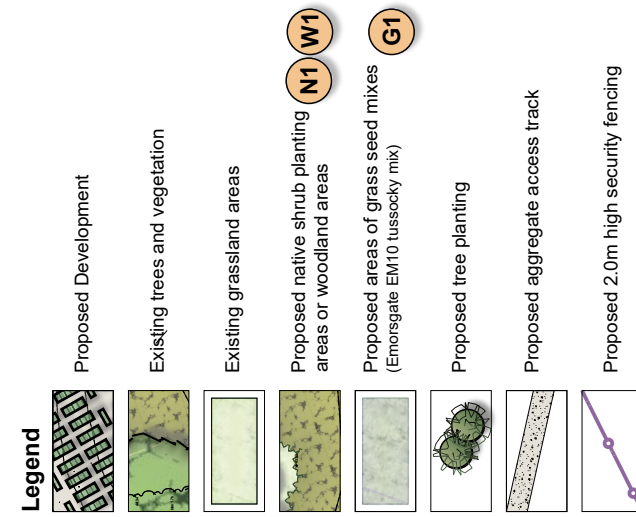 Legend
Proposed Development
Existing trees and vegetation
Existing grassland areas
Proposed native shrub planting
areas or woodland areas
N1 W1
Proposed areas of grass seed mixes
(Emorsgate EM10 tussocky mix)
G1
Proposed tree planting
Proposed aggregate access track
Proposed 2.0m high security fencing